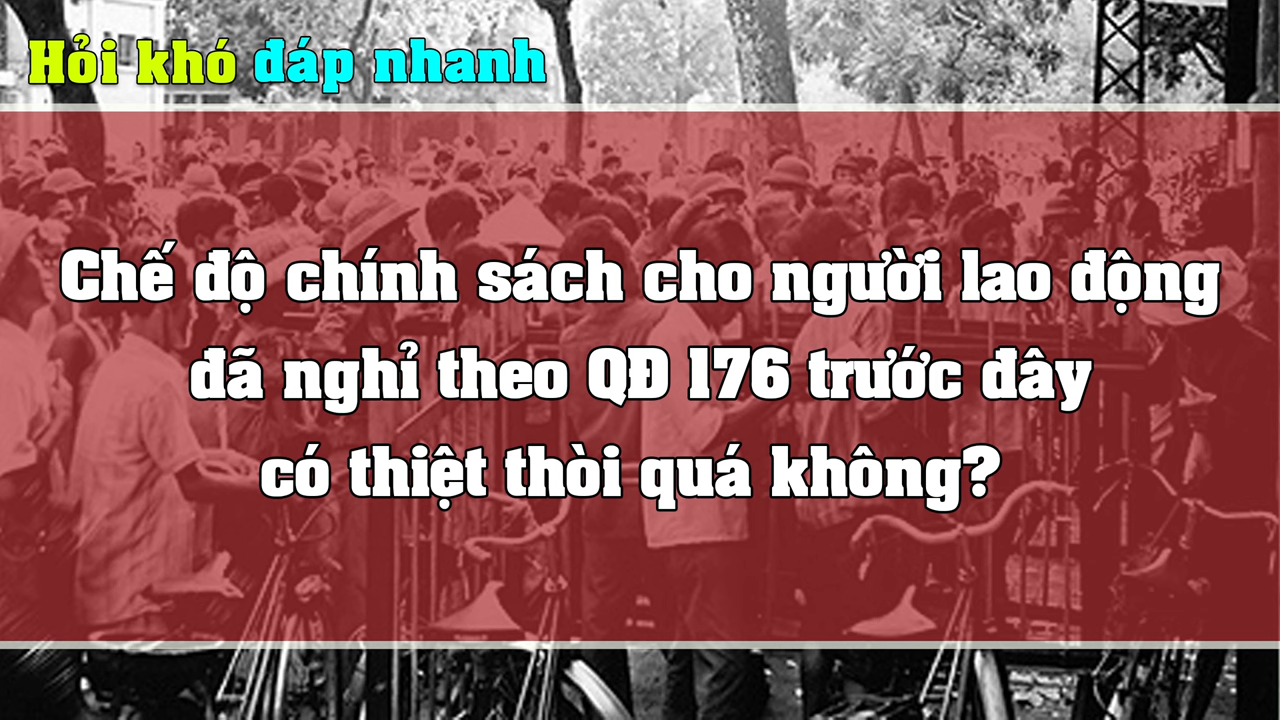 Hỏi khó đáp nhanh
Chế độ chính sách cho người lao động
đã nghỉ theo QĐ 176 trước đây
có thiệt thòi quá không?